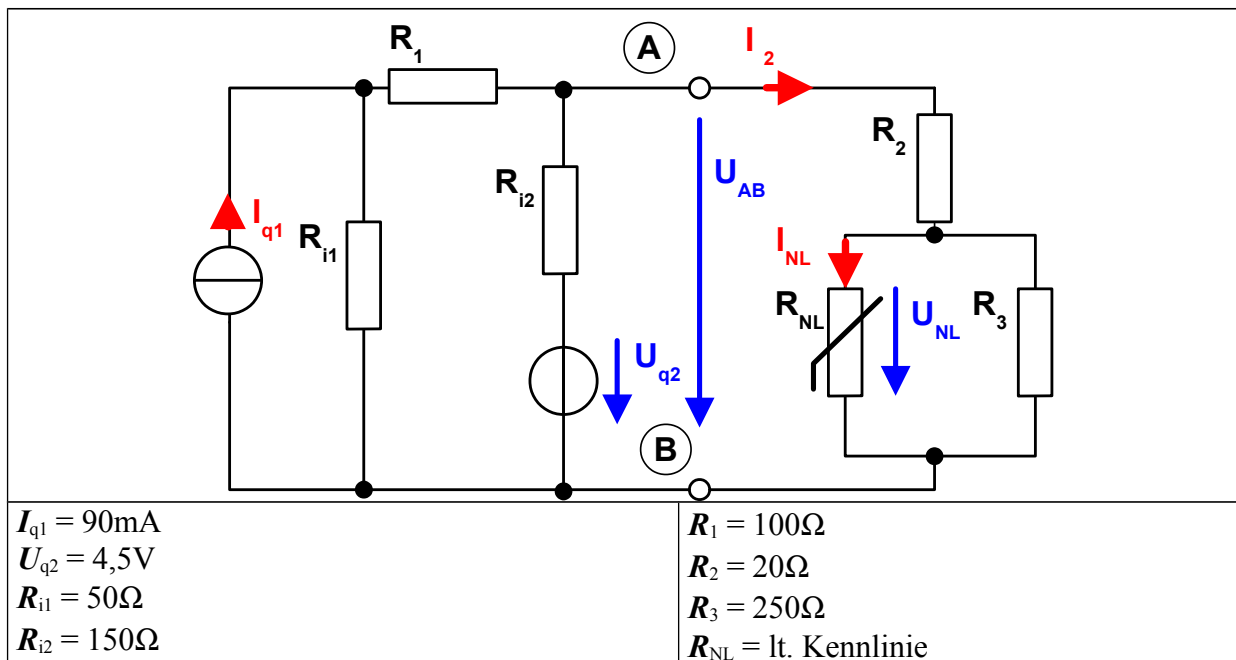 R1
A
I2
R2
Ri2
UAB
Iq1
Ri1
INL
RNL
UNL
R3
Uq2
B
Iq1 = 90mA
Uq2 = 4,5V
Ri1 = 50Ω
Ri2 = 150Ω
R1 = 100Ω
R2 = 20Ω
R3 = 250Ω
RNL = lt. Kennlinie